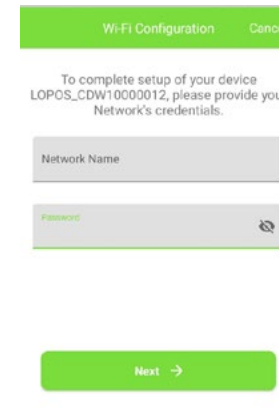 Wi-Fi Configuration Canc
To complete setup of your device
LOPOS_CDW10000012, please provide you
Network's credentials.
Network Name
Password
Next →